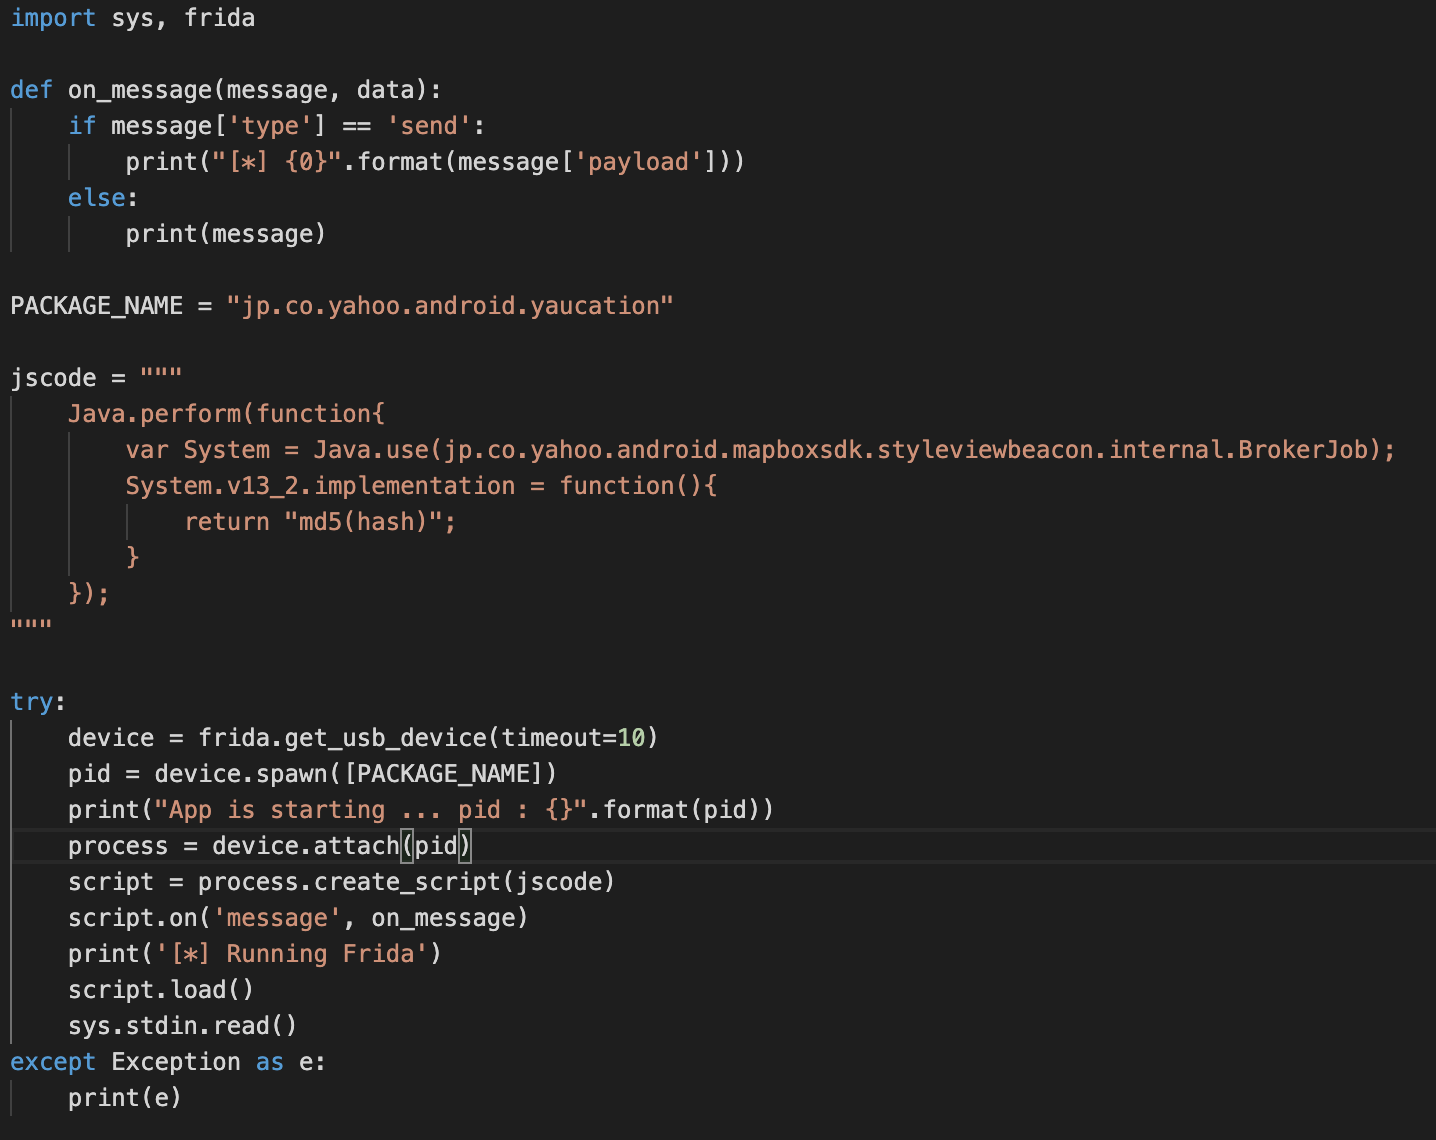 import sys, frida
def on_message(message, data):
if message['type'] == 'send':
print("[*] {0}".format(message['payload']))
else:
print(message)
PACKAGE_NAME = "jp.co.yahoo.android.yaucation"
jscode = """
Java.perform(function{
var System = Java.use(jp.co.yahoo.android.mapboxsdk.styleviewbeacon.internal.BrokerJob);
System.v13_2.implementation = function(){
return "md5(hash)";
}
});
"""
try:
device = frida.get_usb_device(timeout=10)
pid = device.spawn([PACKAGE_NAME])
print("App is starting ... pid : {}".format(pid))
process = device.attach(pid)
script = process.create_script(jscode)
script.on('message', on_message)
print('[*] Running Frida')
script.load()
sys.stdin.read()
except Exception as e:
print(e)